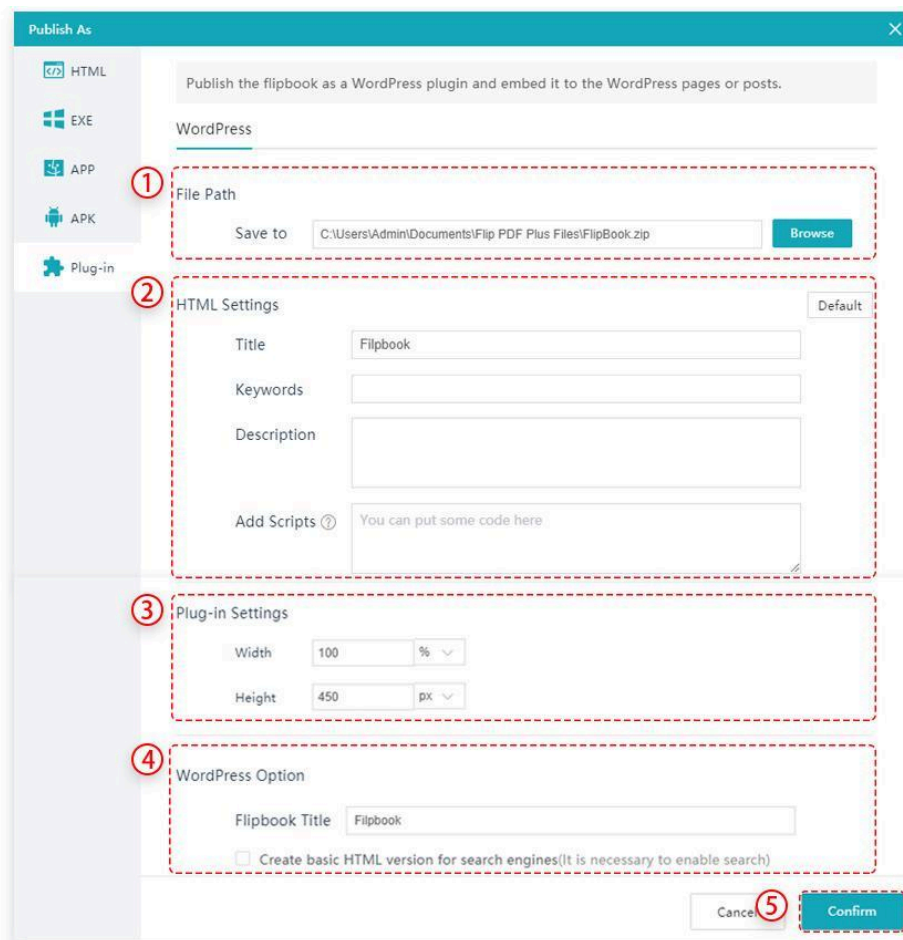 Publish As
HTML
EXE
APP
APK
Plug-in
Publish the flipbook as a WordPress plugin and embed it to the WordPress pages or posts.
WordPress
1
File Path
Save to C:\Users\Admin\Documents\Flip PDF Plus Files\FlipBook.zip Browse
2
HTML Settings Default
Title Filpbook
Keywords
Description
Add Scripts ? You can put some code here
3
Plug-in Settings
Width 100 %
Height 450 px
4
WordPress Option
Flipbook Title Filpbook
Create basic HTML version for search engines(It is necessary to enable search)
Cancel 5 Confirm